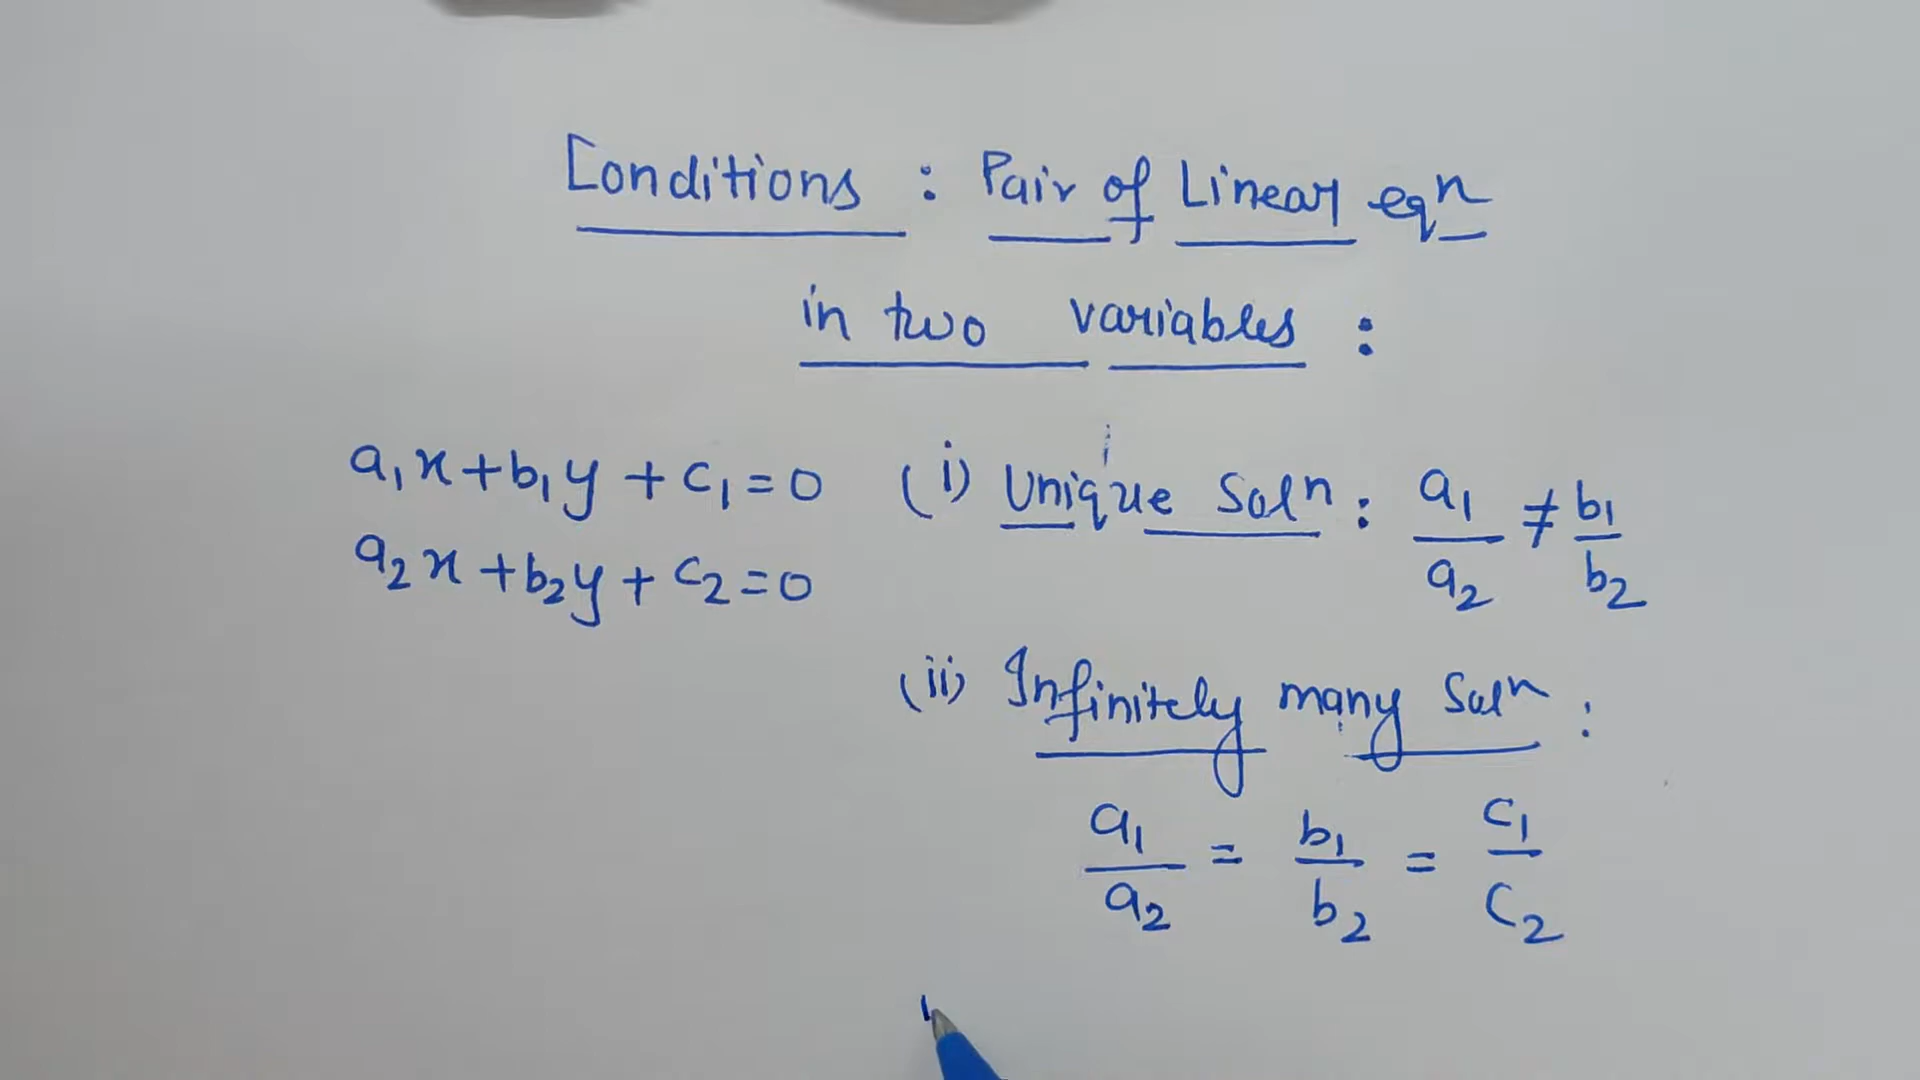 Conditions : Pair of Linear eqn
in two variables :
a₁x+b₁y+c₁=0
a₂x+b₂y+c₂=0
(i) Unique Solⁿ : a₁/a₂ ≠ b₁/b₂
(ii) Infinitely many Solⁿ :
a₁/a₂ = b₁/b₂ = c₁/c₂